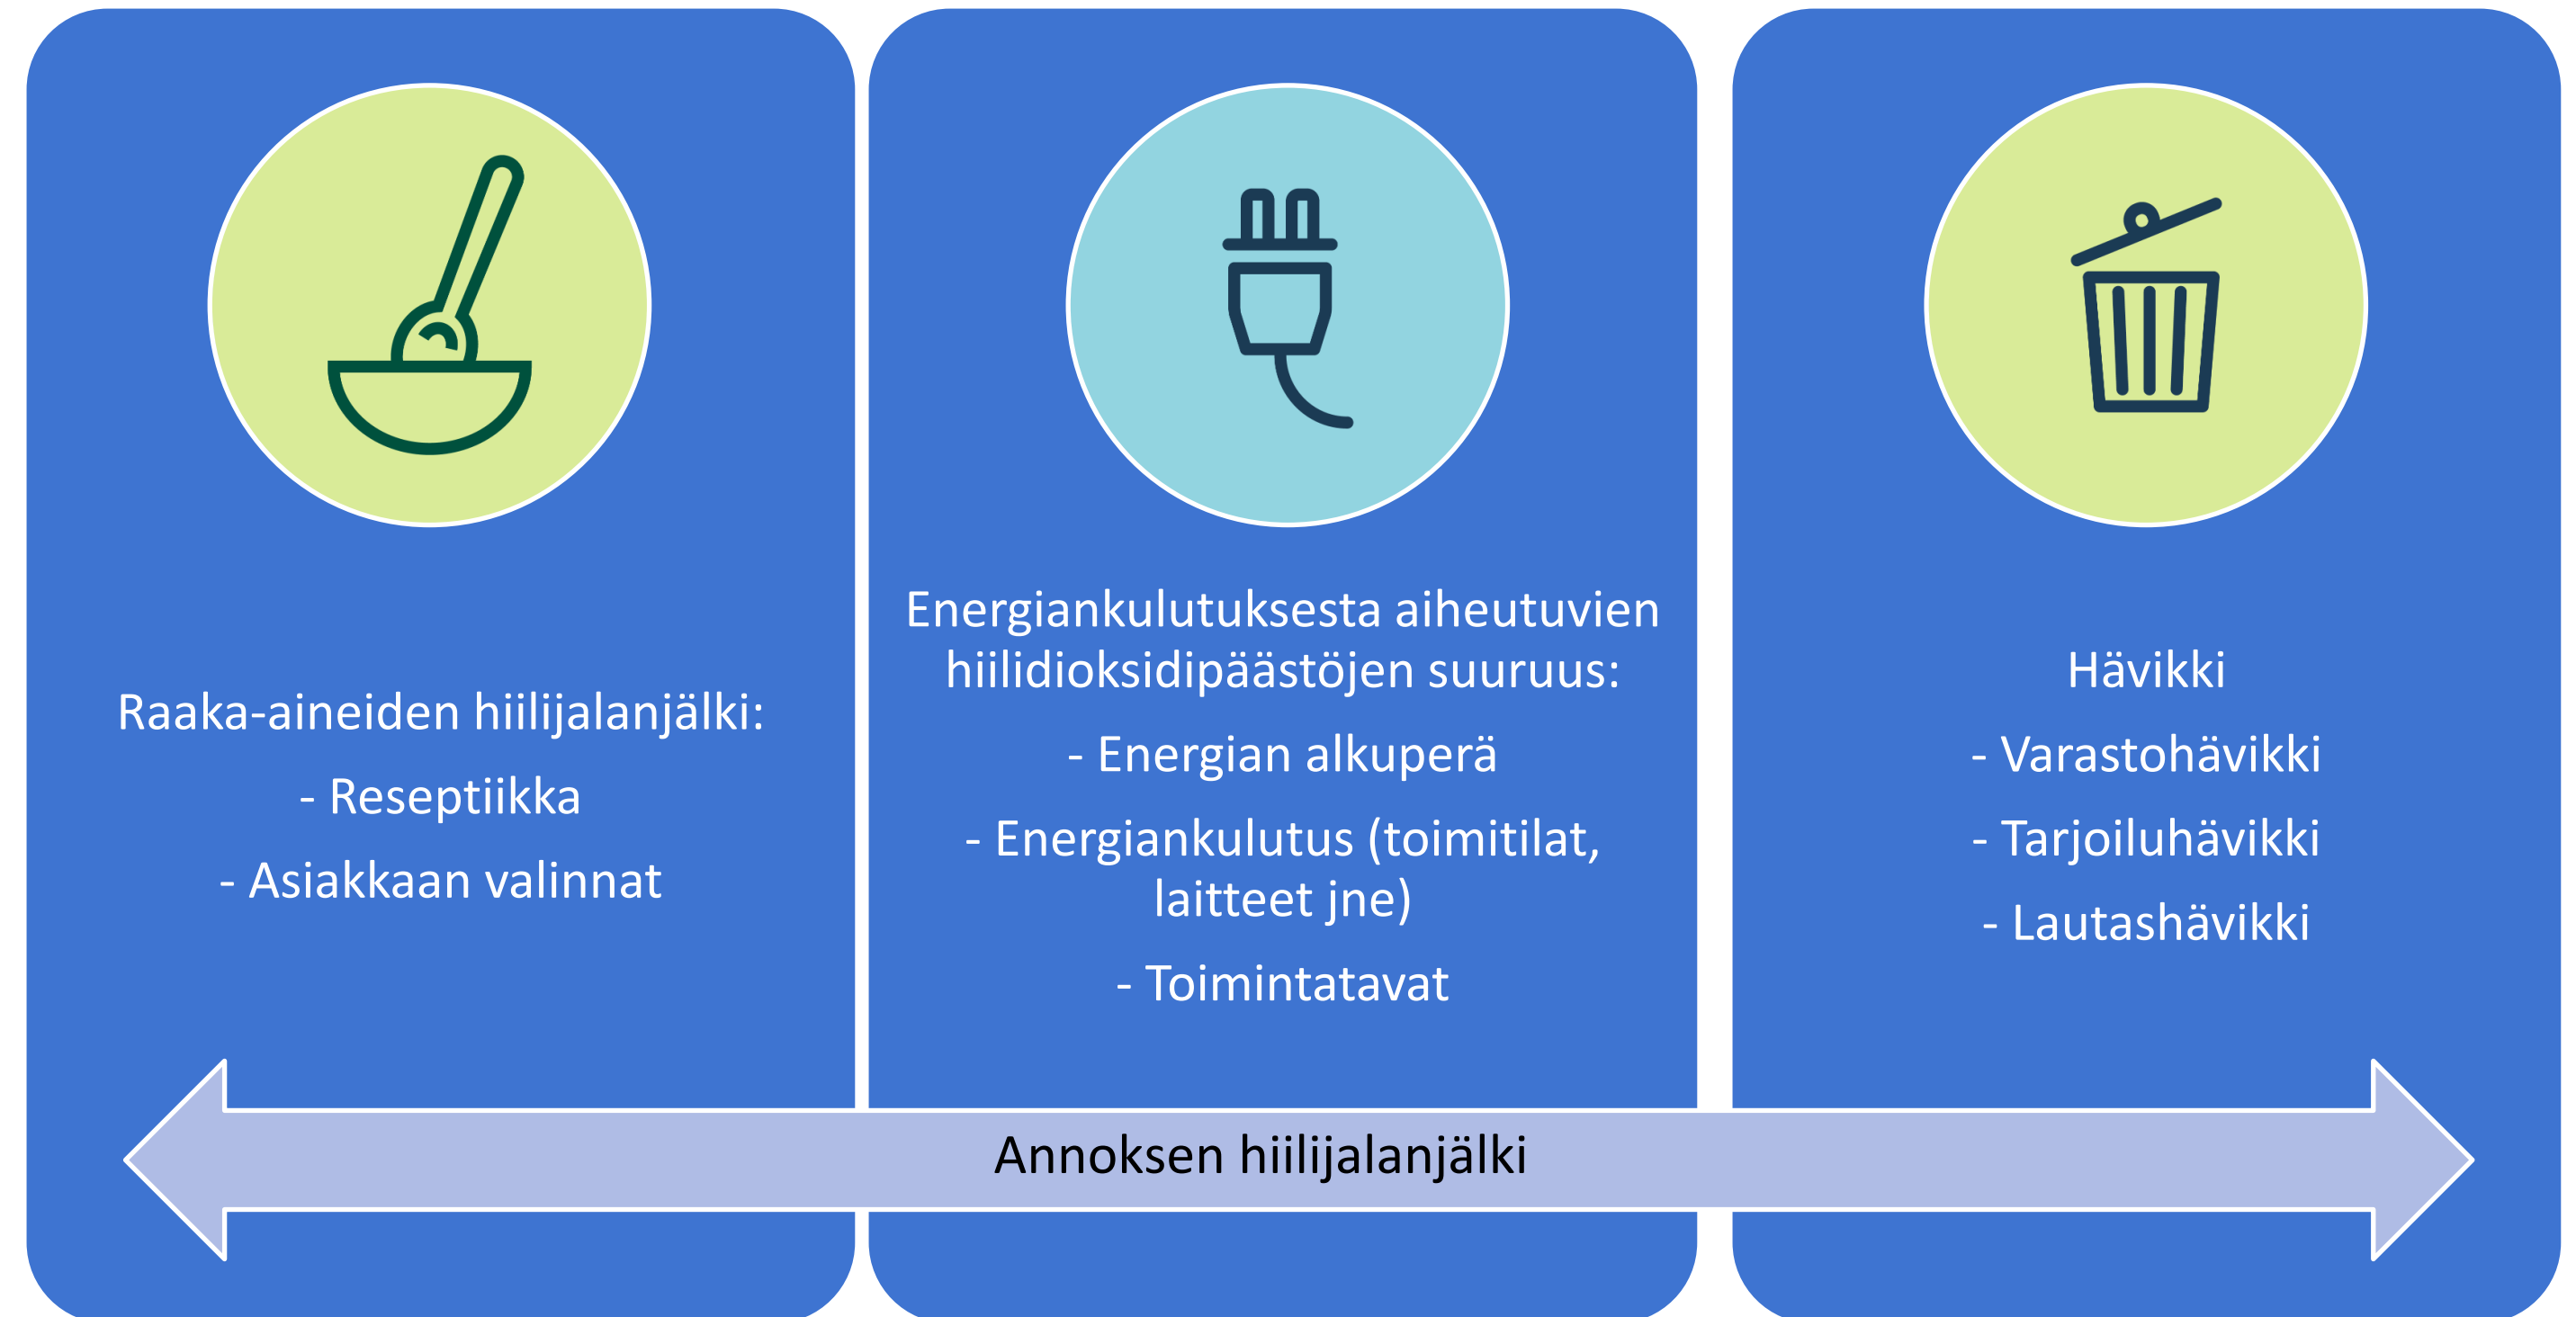 Raaka-aineiden hiilijalanjälki:
- Reseptiikka
- Asiakkaan valinnat
Energiankulutuksesta aiheutuvien
hiilidioksidipäästöjen suuruus:
- Energian alkuperä
- Energiankulutus (toimitilat,
laitteet jne)
- Toimintatavat
Hävikki
- Varastohävikki
- Tarjoiluhävikki
- Lautashävikki
Annoksen hiilijalanjälki